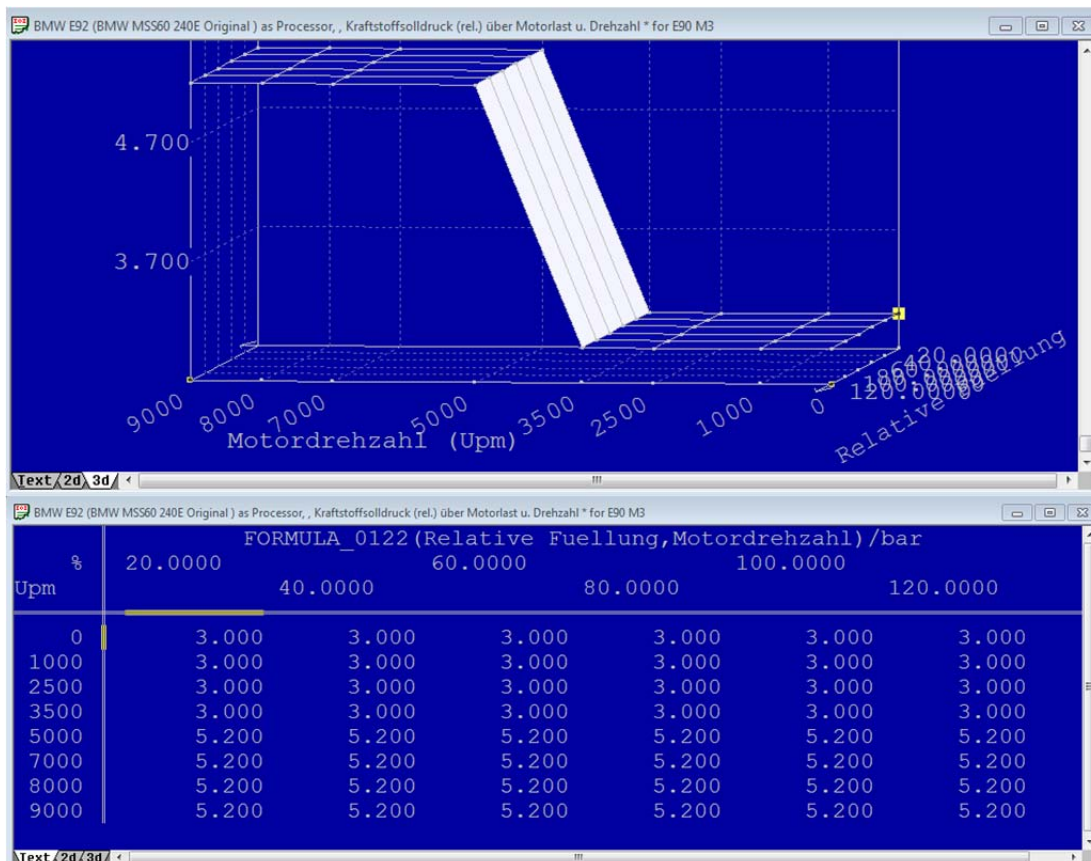 BMW E92 (BMW MSS60 240E Original ) as Processor, , Kraftstoffsolldruck (rel.) über Motorlast u. Drehzahl * for E90 M3
4.700
3.700
9000 8000 7000 5000 3500 2500 1000 0 120.0000
Motordrehzahl (Upm)
Relative
Text 2d 3d
BMW E92 (BMW MSS60 240E Original ) as Processor, , Kraftstoffsolldruck (rel.) über Motorlast u. Drehzahl * for E90 M3
FORMULA_0122(Relative Fuellung,Motordrehzahl)/bar
% 20.0000 60.0000 100.0000
Upm 40.0000 80.0000 120.0000
0 3.000 3.000 3.000 3.000 3.000 3.000
1000 3.000 3.000 3.000 3.000 3.000 3.000
2500 3.000 3.000 3.000 3.000 3.000 3.000
3500 3.000 3.000 3.000 3.000 3.000 3.000
5000 5.200 5.200 5.200 5.200 5.200 5.200
7000 5.200 5.200 5.200 5.200 5.200 5.200
8000 5.200 5.200 5.200 5.200 5.200 5.200
9000 5.200 5.200 5.200 5.200 5.200 5.200
Text 2d 3d